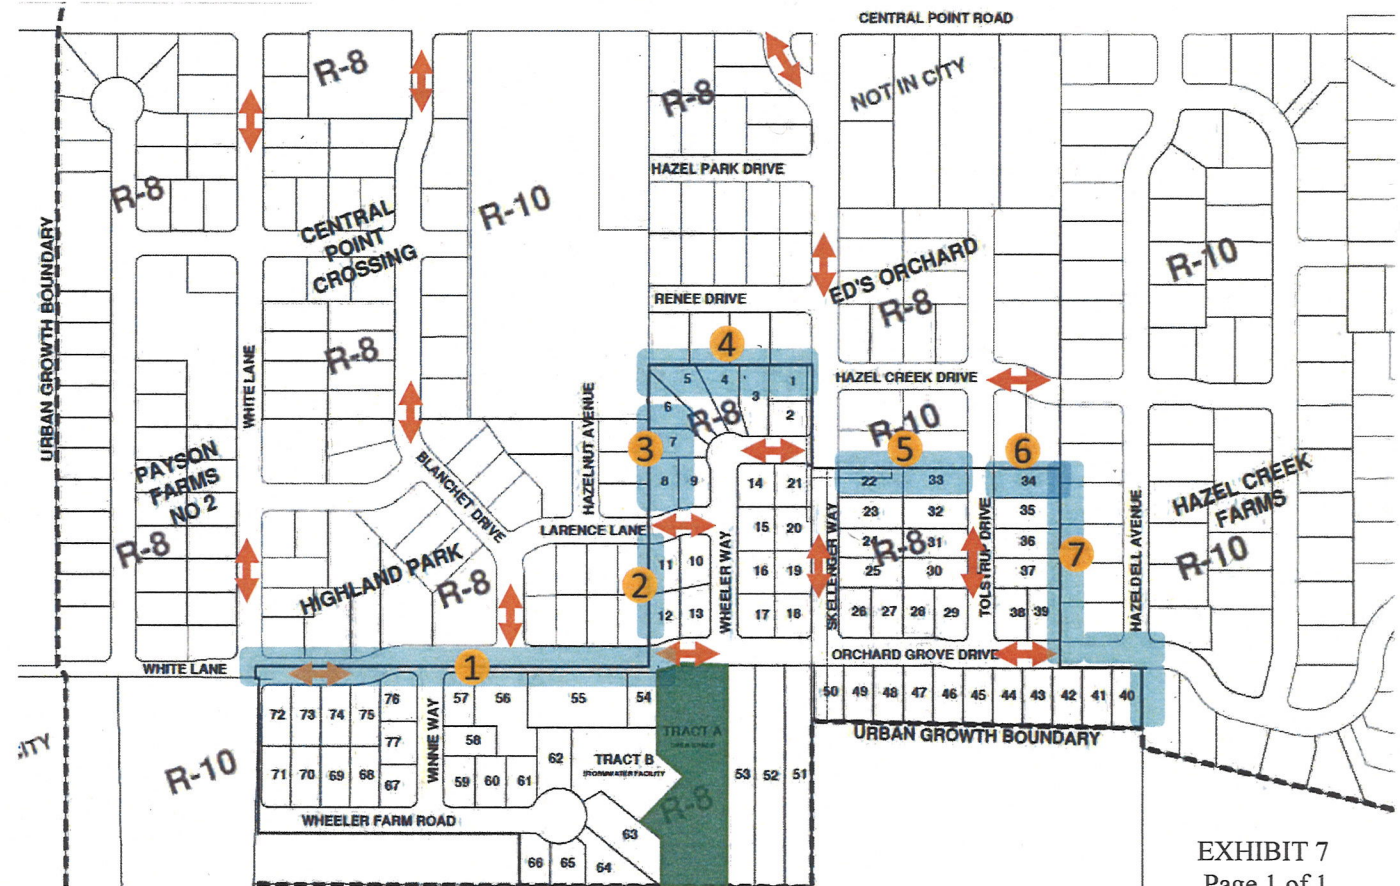 CENTRAL POINT ROAD
R-8
R-8
NOT IN CITY
HAZEL PARK DRIVE
R-8
R-10
CENTRAL
POINT
CROSSING
URBAN GROWTH BOUNDARY
R-10
ED'S ORCHARD
R-8
RENEE DRIVE
WHITE LANE
R-8
4
HAZEL CREEK DRIVE
5 4 3 1
6 R-8 2
HAZELNUT AVENUE
R-10
PAYSON
FARMS
NO 2
R-8
BLANCHET DRIVE
3
7
8 9
14 21
5
6
22 33
34
HAZEL CREEK
FARMS
R-10
LARENCE LANE
15 20
23 32
35
SKELLENGER WAY
TOLSTRUP DRIVE
HAZELDELL AVENUE
HIGHLAND PARK
R-8
11 10
WHEELER WAY
16 19
24 31
R-8
36
7
2
25 30
37
12 13
17 18
26 27 28 29
38 39
WHITE LANE
1
ORCHARD GROVE DRIVE
72 73 74 75
76
77
57 56 55 54
58
WINNIE WAY
50 49 48 47 46 45 44 43 42 41 40
TRACT A
URBAN GROWTH BOUNDARY
R-10
71 70 69 68
67
59 60 61
62
TRACT B
STORMWATER FACILITY
R-8
53 52 51
WHEELER FARM ROAD
63
66 65 64
EXHIBIT 7
Page 1 of 1